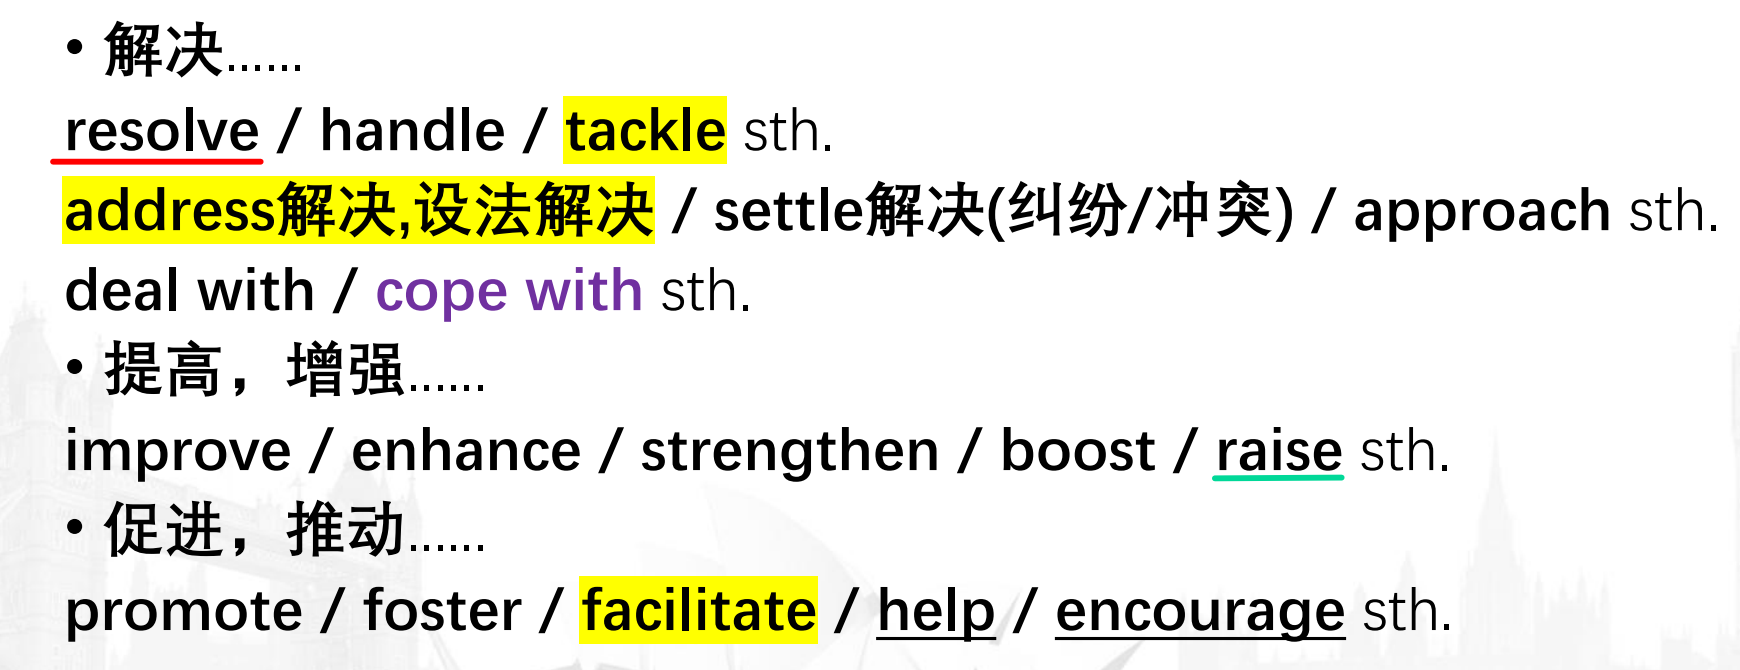 • 解决......
resolve / handle / tackle sth.
address解决,设法解决 / settle解决(纠纷/冲突) / approach sth.
deal with / cope with sth.
• 提高，增强......
improve / enhance / strengthen / boost / raise sth.
• 促进，推动......
promote / foster / facilitate / help / encourage sth.